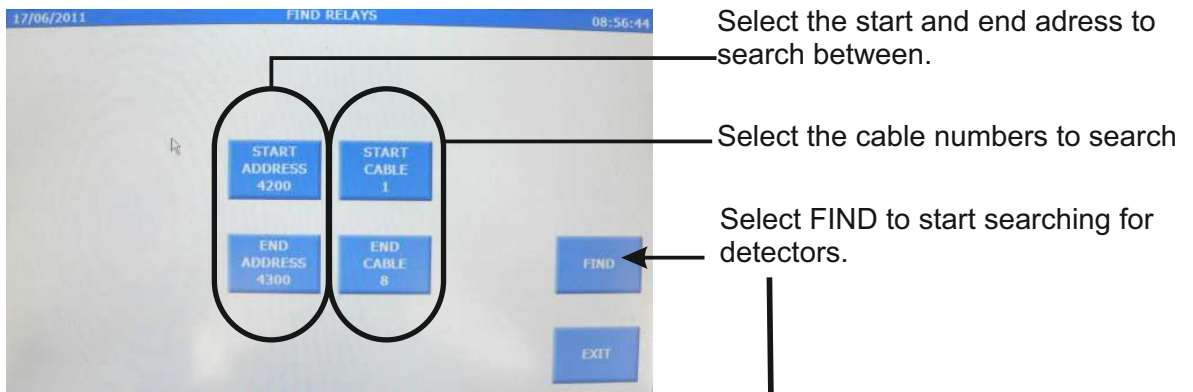 17/06/2011 FIND RELAYS 08:56:44
Select the start and end adress to
search between.
Select the cable numbers to search
START
ADDRESS
4200
START
CABLE
1
Select FIND to start searching for
detectors.
END
ADDRESS
4300
END
CABLE
8
FIND
EXIT